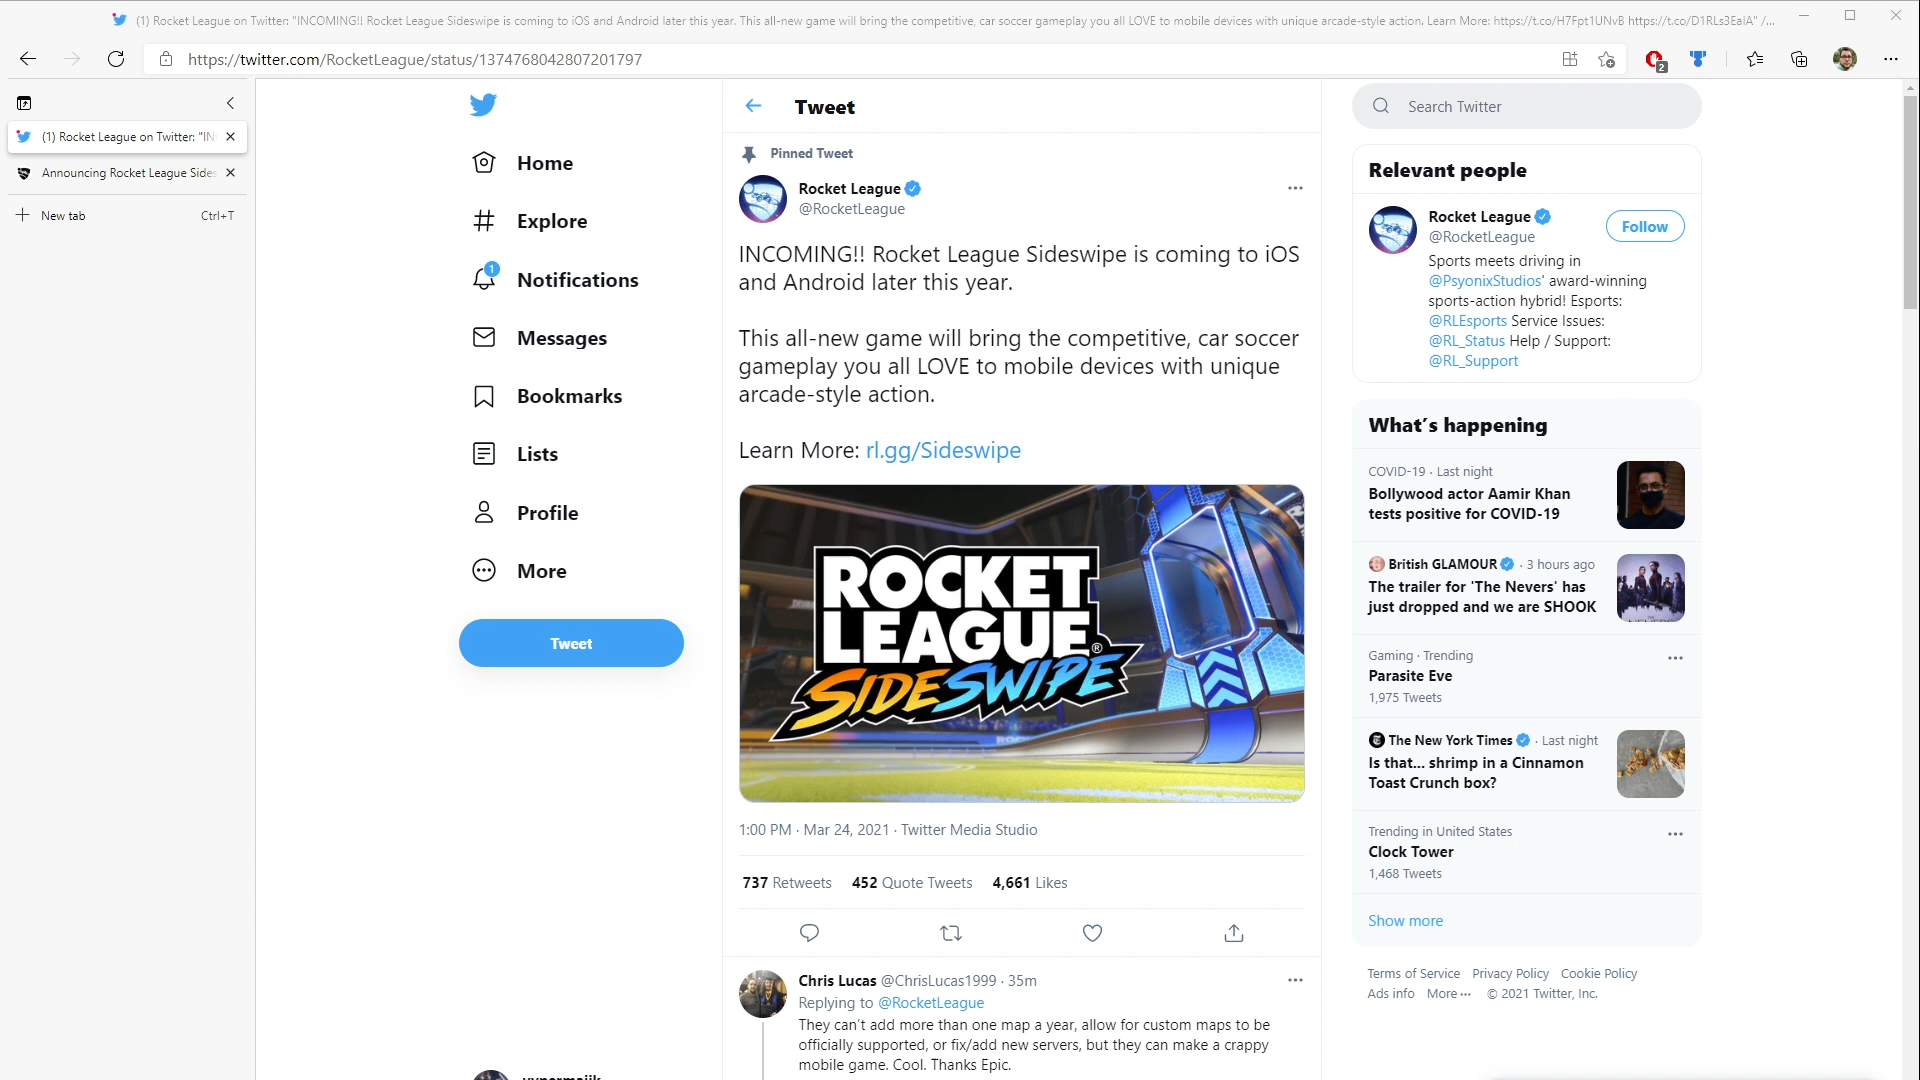 (1) Rocket League on Twitter: "INCOMING!! Rocket League Sideswipe is coming to iOS and Android later this year. This all-new game will bring the competitive, car soccer gameplay you all LOVE to mobile devices with unique arcade-style action. Learn More: https://t.co/H7Fpt1UNvB https://t.co/D1RLs3EaIA" /...
https://twitter.com/RocketLeague/status/1374768042807201797
2
(1) Rocket League on Twitter: "IN
Announcing Rocket League Sides
New tab Ctrl+T
Home
Explore
1
Notifications
Messages
Bookmarks
Lists
Profile
More
Tweet
Tweet
Pinned Tweet
Rocket League
@RocketLeague
INCOMING!! Rocket League Sideswipe is coming to iOS
and Android later this year.
This all-new game will bring the competitive, car soccer
gameplay you all LOVE to mobile devices with unique
arcade-style action.
Learn More: rl.gg/Sideswipe
ROCKET
LEAGUE®
SIDESWIPE
1:00 PM · Mar 24, 2021 · Twitter Media Studio
737 Retweets 452 Quote Tweets 4,661 Likes
Chris Lucas @ChrisLucas1999 · 35m
Replying to @RocketLeague
They can't add more than one map a year, allow for custom maps to be
officially supported, or fix/add new servers, but they can make a crappy
mobile game. Cool. Thanks Epic.
Search Twitter
Relevant people
Rocket League
@RocketLeague
Follow
Sports meets driving in
@PsyonixStudios' award-winning
sports-action hybrid! Esports:
@RLEsports Service Issues:
@RL_Status Help / Support:
@RL_Support
What's happening
COVID-19 · Last night
Bollywood actor Aamir Khan
tests positive for COVID-19
British GLAMOUR · 3 hours ago
The trailer for 'The Nevers' has
just dropped and we are SHOOK
Gaming · Trending
Parasite Eve
1,975 Tweets
The New York Times · Last night
Is that... shrimp in a Cinnamon
Toast Crunch box?
Trending in United States
Clock Tower
1,468 Tweets
Show more
Terms of Service Privacy Policy Cookie Policy
Ads info More··· © 2021 Twitter, Inc.